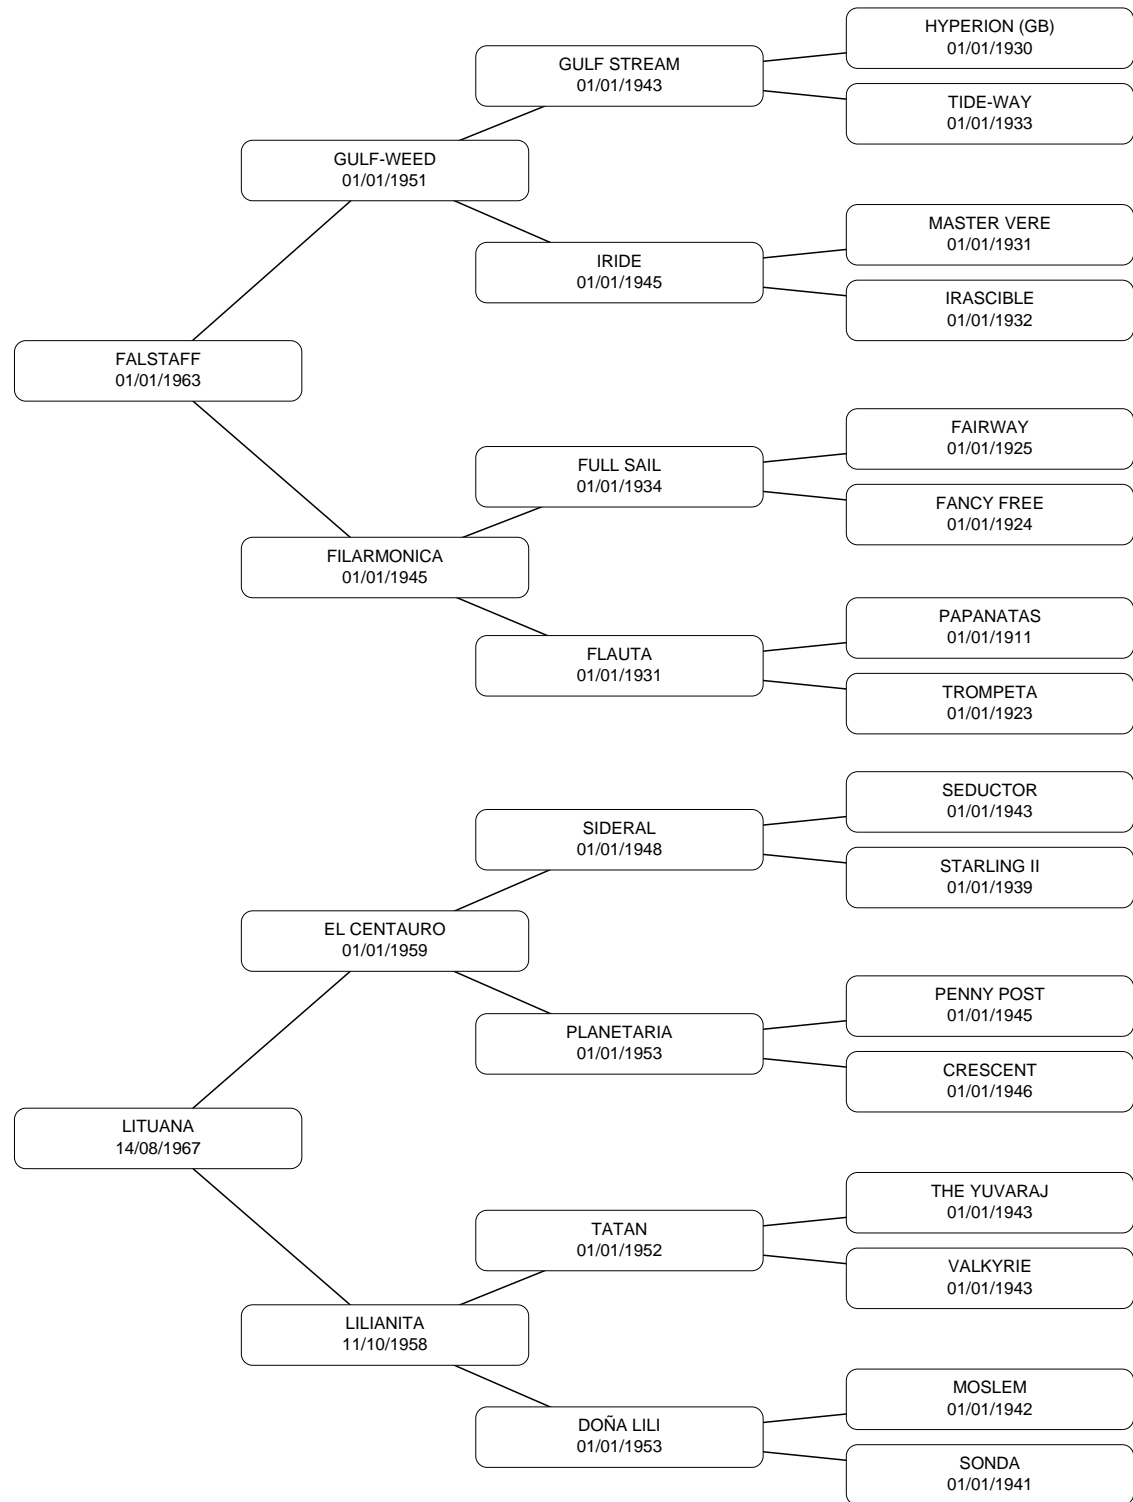 HYPERION (GB)
01/01/1930
GULF STREAM
01/01/1943
TIDE-WAY
01/01/1933
GULF-WEED
01/01/1951
MASTER VERE
01/01/1931
IRIDE
01/01/1945
IRASCIBLE
01/01/1932
FALSTAFF
01/01/1963
FAIRWAY
01/01/1925
FULL SAIL
01/01/1934
FANCY FREE
01/01/1924
FILARMONICA
01/01/1945
PAPANATAS
01/01/1911
FLAUTA
01/01/1931
TROMPETA
01/01/1923
SEDUCTOR
01/01/1943
SIDERAL
01/01/1948
STARLING II
01/01/1939
EL CENTAURO
01/01/1959
PENNY POST
01/01/1945
PLANETARIA
01/01/1953
CRESCENT
01/01/1946
LITUANA
14/08/1967
THE YUVARAJ
01/01/1943
TATAN
01/01/1952
VALKYRIE
01/01/1943
LILIANITA
11/10/1958
MOSLEM
01/01/1942
DOÑA LILI
01/01/1953
SONDA
01/01/1941